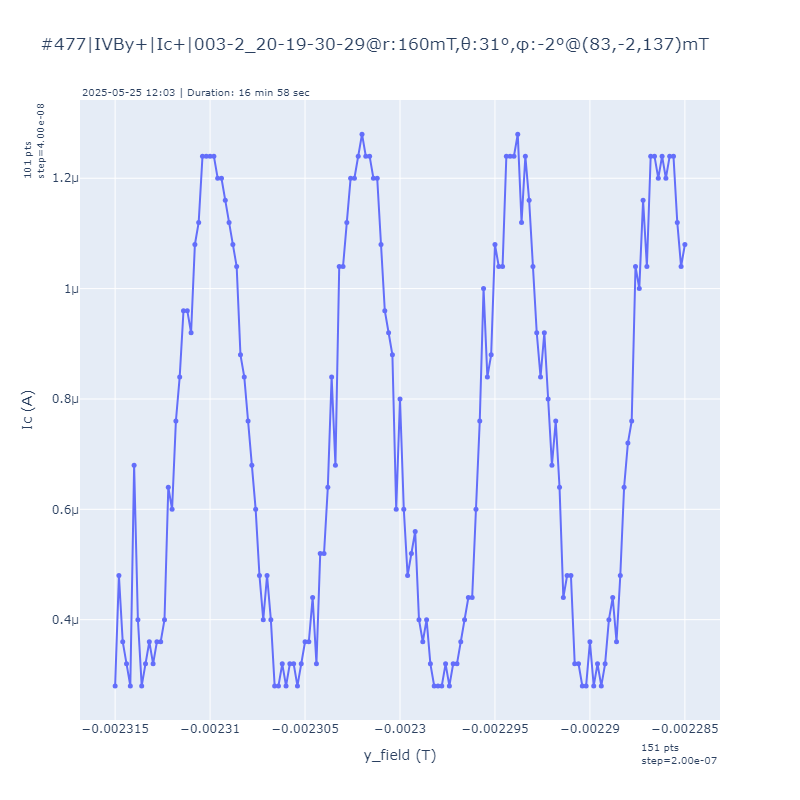 #477|IVBy+|Ic+|003-2_20-19-30-29@r:160mT,θ:31°,φ:-2°@(83,-2,137)mT
2025-05-25 12:03 | Duration: 16 min 58 sec
101 pts
step=4.00e-08
1.2μ
1μ
0.8μ
0.6μ
0.4μ
Ic (A)
−0.002315
−0.00231
−0.002305
−0.0023
−0.002295
−0.00229
−0.002285
y_field (T)
151 pts
step=2.00e-07